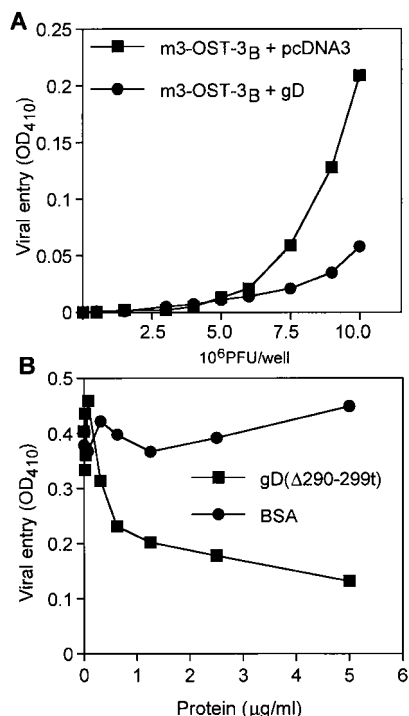 A
m3-OST-3B + pcDNA3
m3-OST-3B + gD
Viral entry (OD410)
0.25
0.2
0.15
0.1
0.05
0
2.5 5.0 7.5 10.0
10⁶PFU/well
B
Viral entry (OD410)
0.5
0.4
0.3
0.2
0.1
0
gD(Δ290-299t)
BSA
0 1 2 3 4 5 6
Protein (μg/ml)